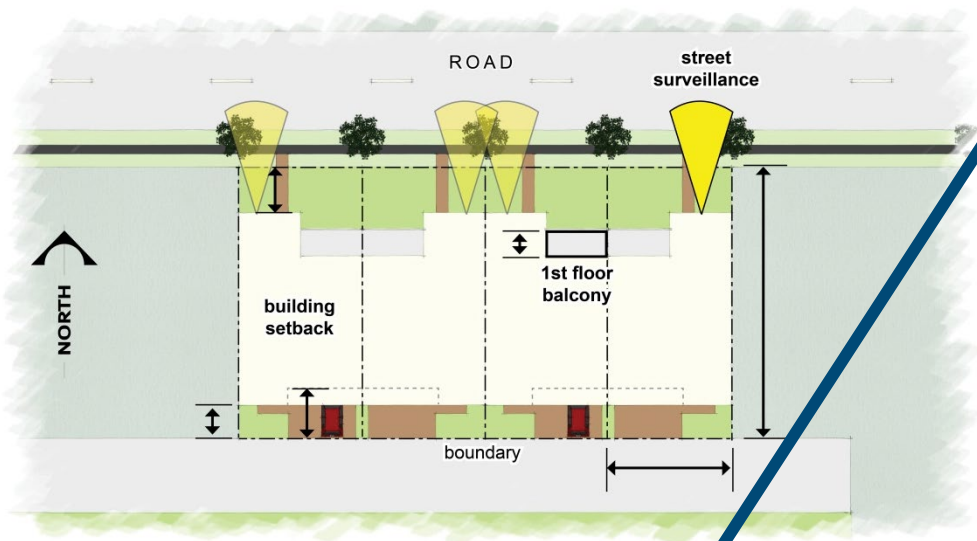 ROAD
street
surveillance
1st floor
balcony
building
setback
NORTH
boundary